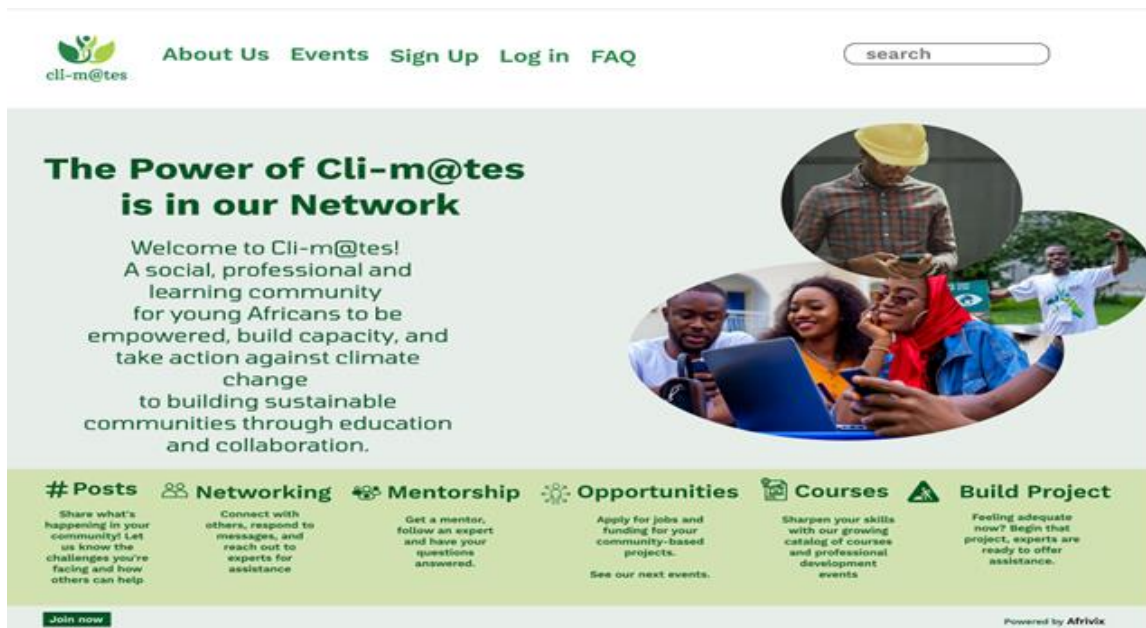 cli-m@tes
About Us Events Sign Up Log in FAQ
search
The Power of Cli-m@tes
is in our Network
Welcome to Cli-m@tes!
A social, professional and
learning community
for young Africans to be
empowered, build capacity, and
take action against climate
change
to building sustainable
communities through education
and collaboration.
# Posts
Share what's
happening in your
community! Let
us know the
challenges you're
facing and how
others can help
Networking
Connect with
others, respond to
messages, and
reach out to
experts for
assistance
Mentorship
Get a mentor,
follow an expert
and have your
questions
answered.
Opportunities
Apply for jobs and
funding for your
community-based
projects.
See our next events.
Courses
Sharpen your skills
with our growing
catalog of courses
and professional
development
events
Build Project
Feeling adequate
now? Begin that
project, experts are
ready to offer
assistance.
Join now
Powered by Afrivix